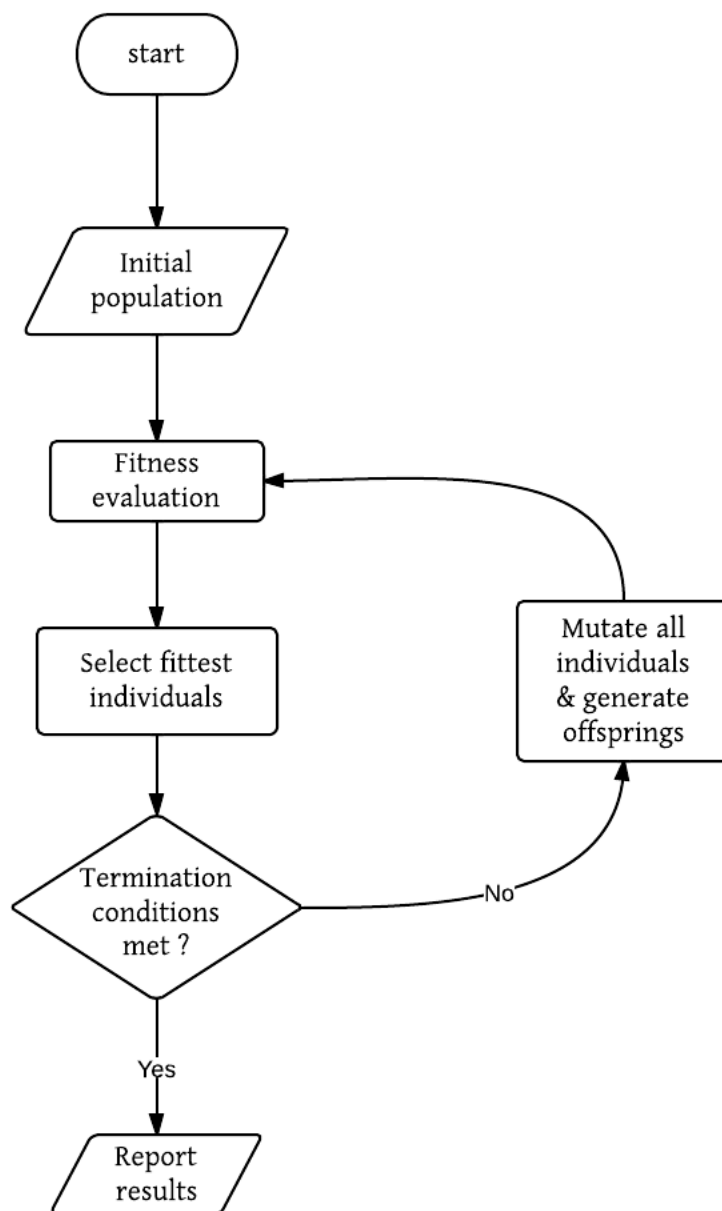 start
Initial
population
Fitness
evaluation
Select fittest
individuals
Mutate all
individuals
& generate
offsprings
Termination
conditions
met ?
No
Yes
Report
results